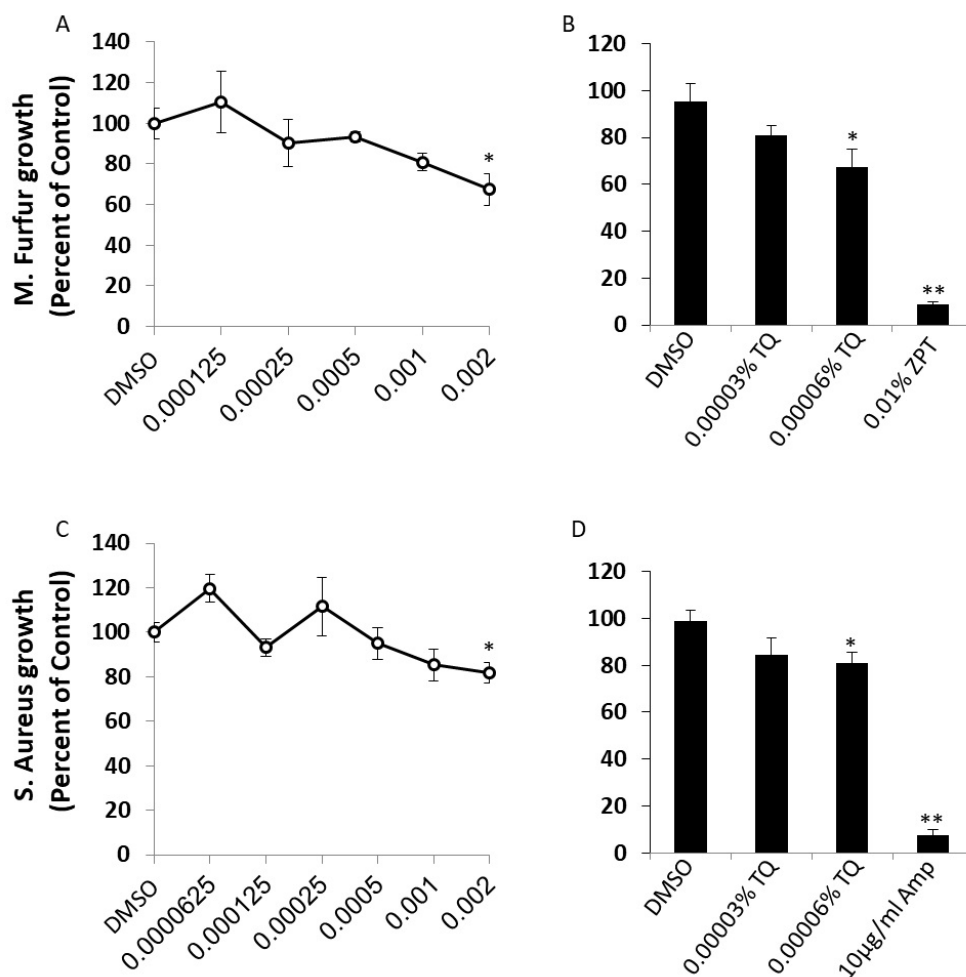 A
M. Furfur growth
(Percent of Control)
140
120
100
80
60
40
20
0
*
DMSO
0.000125
0.00025
0.0005
0.001
0.002
B
120
100
80
60
40
20
0
*
**
DMSO
0.00003% TQ
0.00006% TQ
0.01% ZPT
C
S. Aureus growth
(Percent of Control)
140
120
100
80
60
40
20
0
*
DMSO
0.0000625
0.000125
0.00025
0.0005
0.001
0.002
D
120
100
80
60
40
20
0
*
**
DMSO
0.00003% TQ
0.00006% TQ
10µg/ml Amp